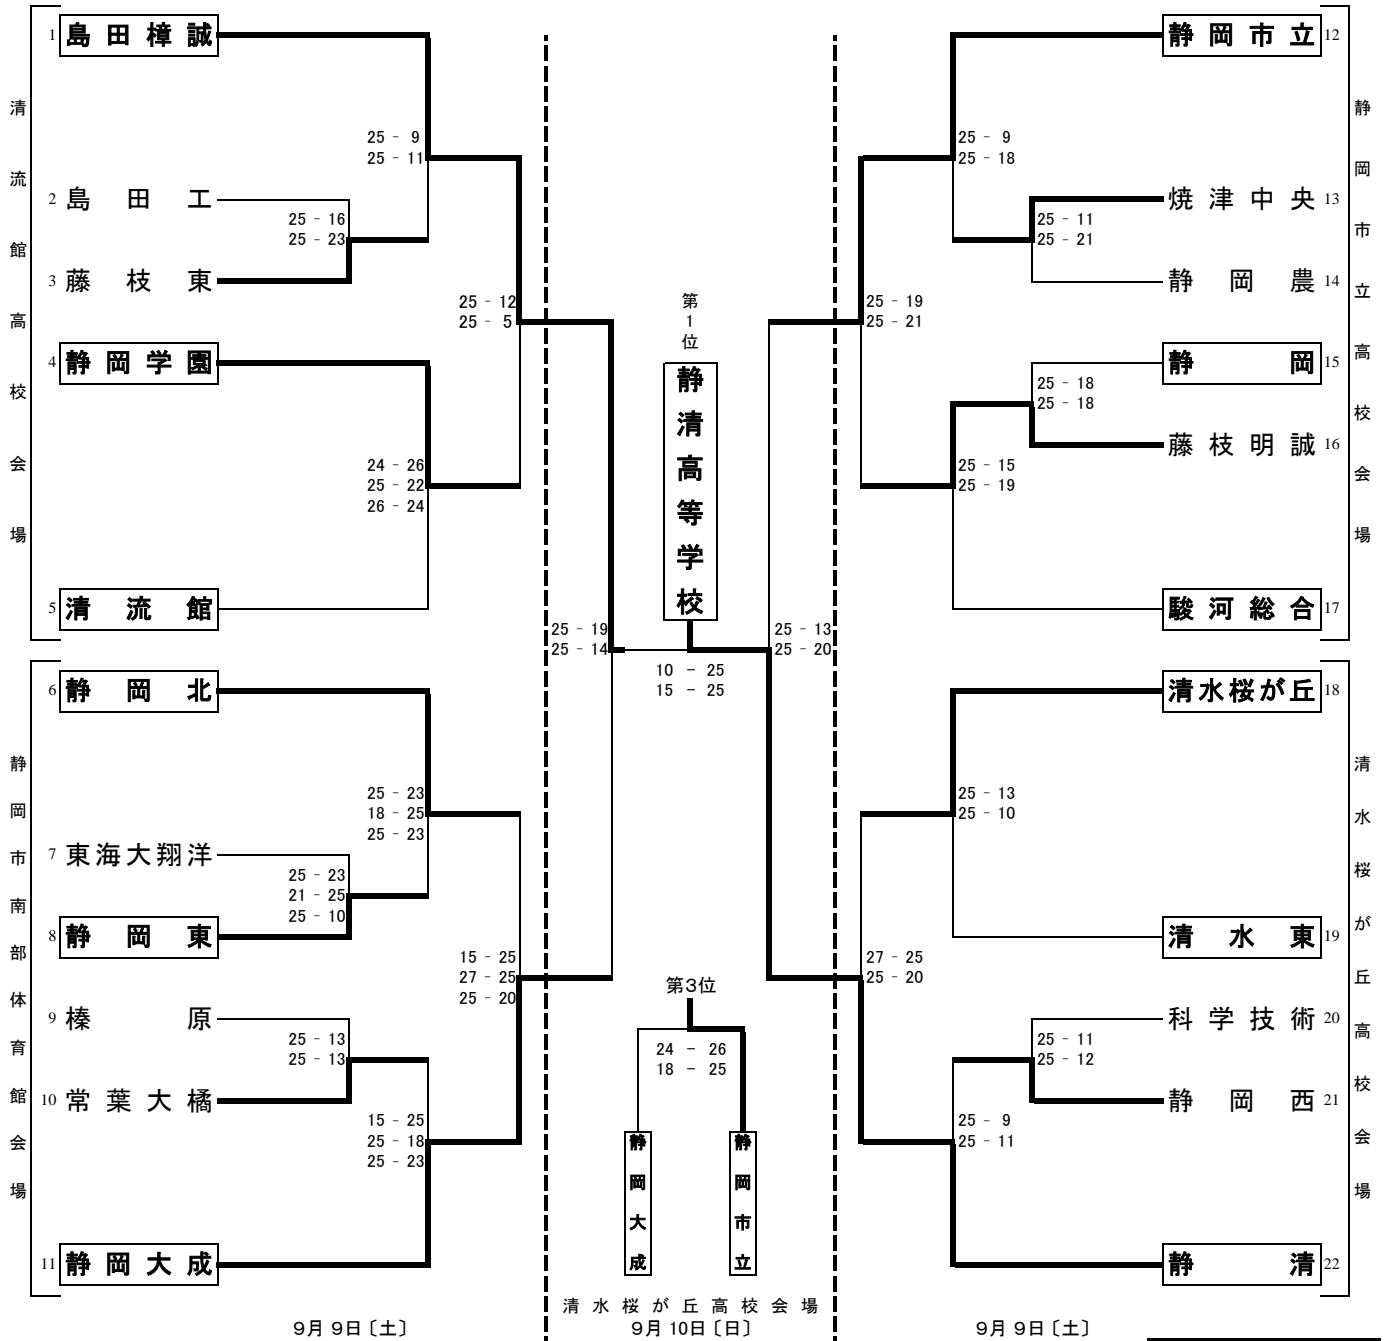 清流館高校会場
1 島田樟誠
2 島田工
3 藤枝東
4 静岡学園
5 清流館
25 - 9
25 - 11
25 - 16
25 - 23
25 - 12
25 - 5
24 - 26
25 - 22
26 - 24
静岡市南部体育館会場
6 静岡北
7 東海大翔洋
8 静岡東
9 榛原
10 常葉大橘
11 静岡大成
25 - 23
18 - 25
25 - 23
25 - 23
21 - 25
25 - 10
15 - 25
27 - 25
25 - 20
25 - 13
25 - 13
15 - 25
25 - 18
25 - 23
9月 9日〔土〕
第1位
静清高等学校
25 - 19
25 - 14
10 - 25
15 - 25
25 - 13
25 - 20
第3位
24 - 26
18 - 25
静岡大成
静岡市立
清水桜が丘高校会場
9月 10日〔日〕
静岡市立高校会場
静岡市立 12
焼津中央 13
静岡農 14
静岡 15
藤枝明誠 16
駿河総合 17
25 - 9
25 - 18
25 - 11
25 - 21
25 - 19
25 - 21
25 - 18
25 - 18
25 - 15
25 - 19
清水桜が丘高校会場
清水桜が丘 18
清水東 19
科学技術 20
静岡西 21
静清 22
25 - 13
25 - 10
27 - 25
25 - 20
25 - 11
25 - 12
25 - 9
25 - 11
9月 9日〔土〕